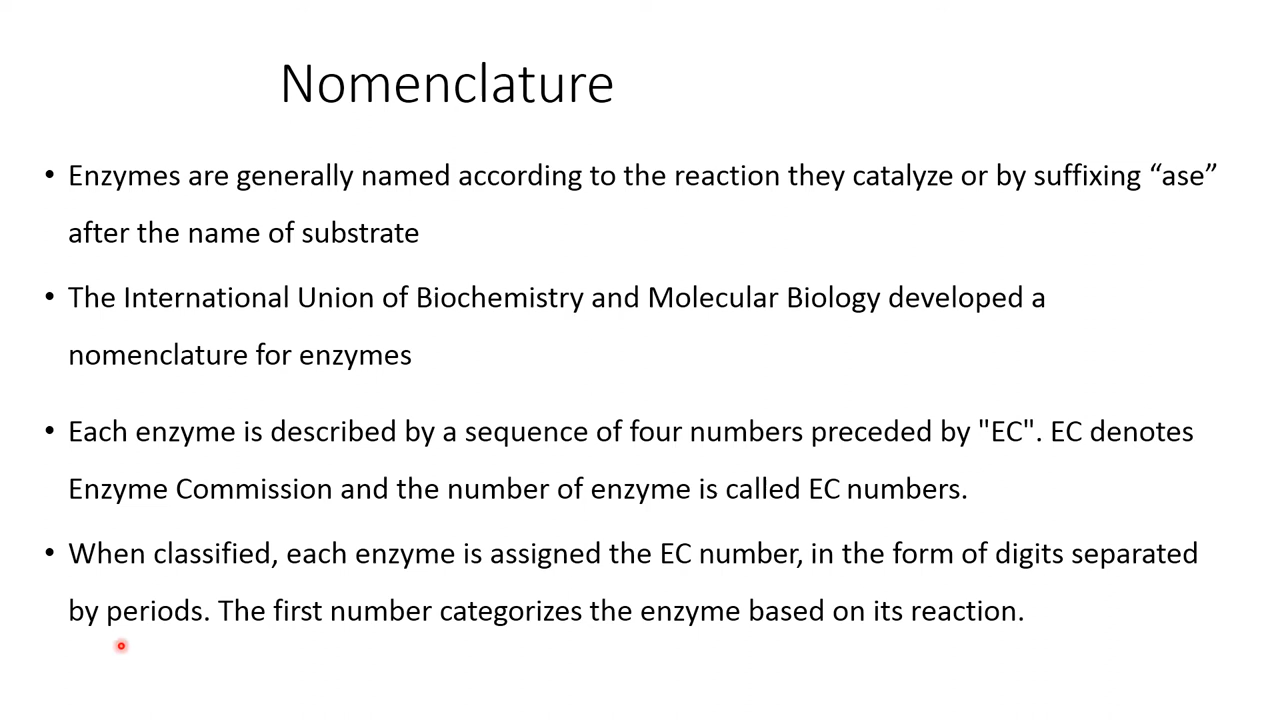 Nomenclature
• Enzymes are generally named according to the reaction they catalyze or by suffixing “ase”
after the name of substrate
• The International Union of Biochemistry and Molecular Biology developed a
nomenclature for enzymes
• Each enzyme is described by a sequence of four numbers preceded by "EC". EC denotes
Enzyme Commission and the number of enzyme is called EC numbers.
• When classified, each enzyme is assigned the EC number, in the form of digits separated
by periods. The first number categorizes the enzyme based on its reaction.